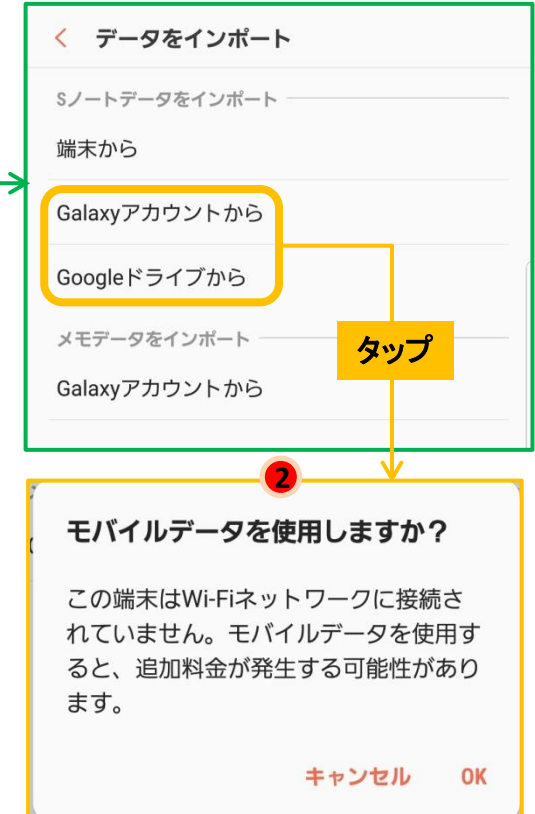 < データをインポート
Sノートデータをインポート
端末から
Galaxyアカウントから
Googleドライブから
メモデータをインポート
タップ
Galaxyアカウントから
2
モバイルデータを使用しますか？
この端末はWi-Fiネットワークに接続さ
れていません。モバイルデータを使用す
ると、追加料金が発生する可能性があり
ます。
キャンセル OK